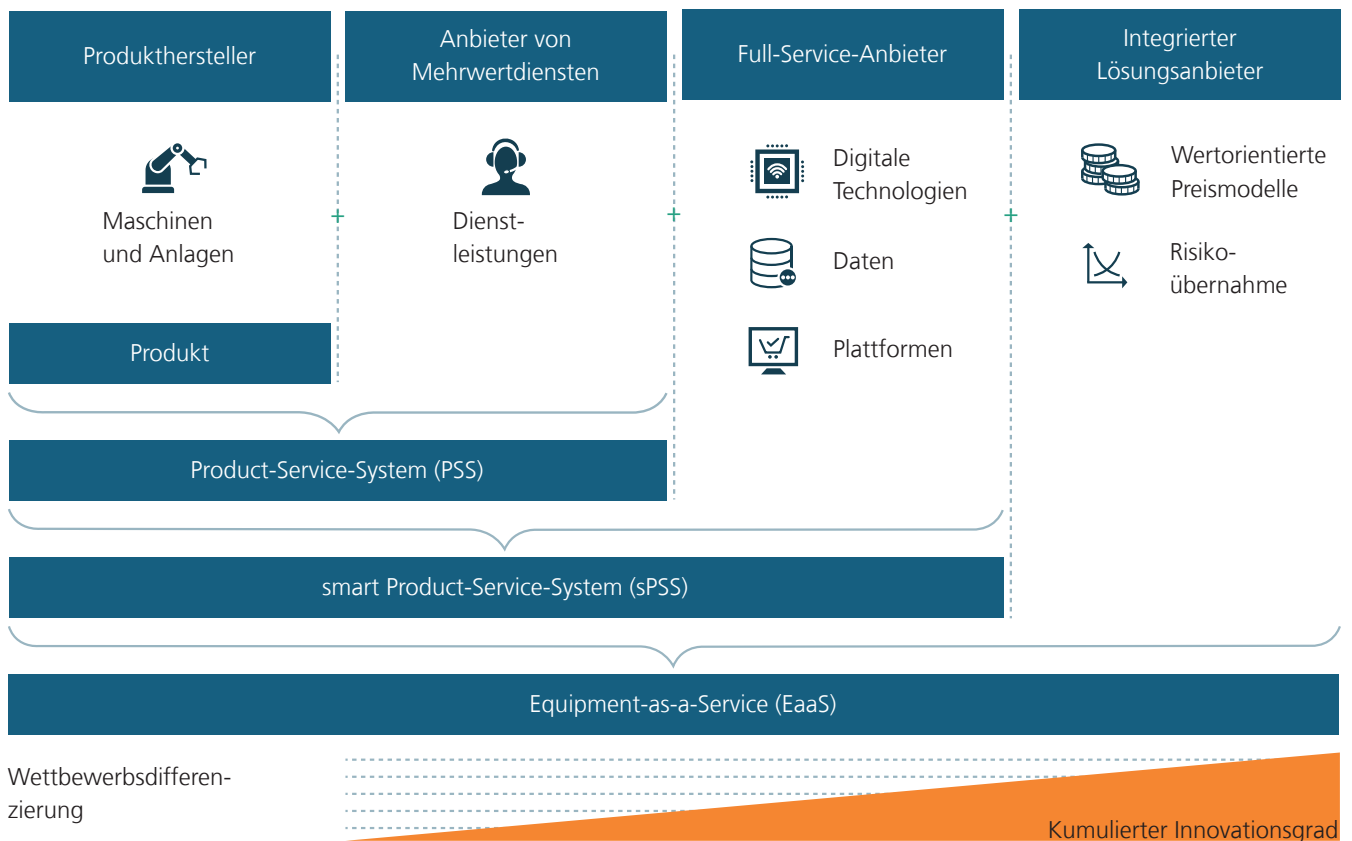 Produkthersteller
Anbieter von
Mehrwertdiensten
Full-Service-Anbieter
Integrierter
Lösungsanbieter
Maschinen
und Anlagen
+
Dienst-
leistungen
+
Digitale
Technologien
Daten
Plattformen
+
Wertorientierte
Preismodelle
Risiko-
übernahme
Produkt
Product-Service-System (PSS)
smart Product-Service-System (sPSS)
Equipment-as-a-Service (EaaS)
Wettbewerbsdifferen-
zierung
Kumulierter Innovationsgrad